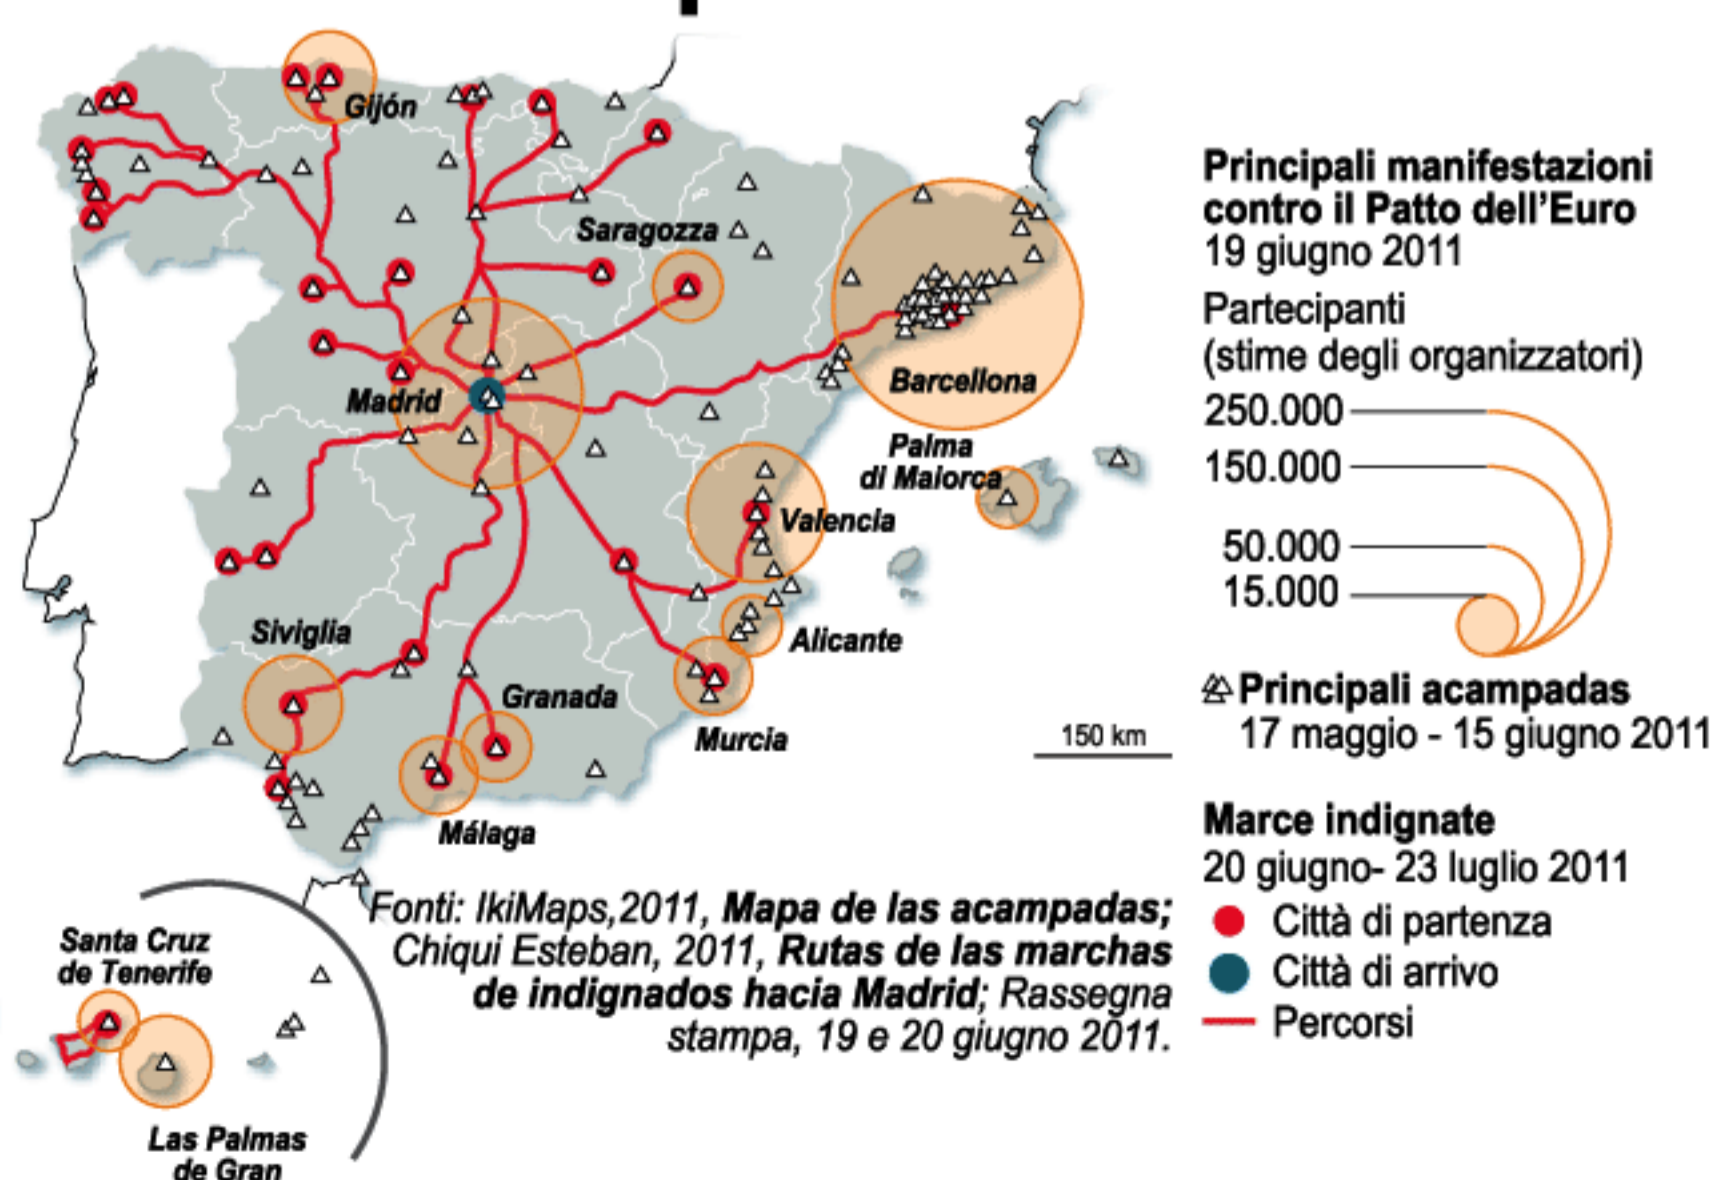 Gijón
Saragozza
Madrid
Barcellona
Palma
di Maiorca
Valencia
Alicante
Siviglia
Granada
Murcia
Málaga
Santa Cruz
de Tenerife
Las Palmas
de Gran
150 km
Fonti: IkiMaps,2011, Mapa de las acampadas;
Chiqui Esteban, 2011, Rutas de las marchas
de indignados hacia Madrid; Rassegna
stampa, 19 e 20 giugno 2011.
Principali manifestazioni
contro il Patto dell'Euro
19 giugno 2011
Partecipanti
(stime degli organizzatori)
250.000
150.000
50.000
15.000
Principali acampadas
17 maggio - 15 giugno 2011
Marce indignate
20 giugno- 23 luglio 2011
Città di partenza
Città di arrivo
Percorsi